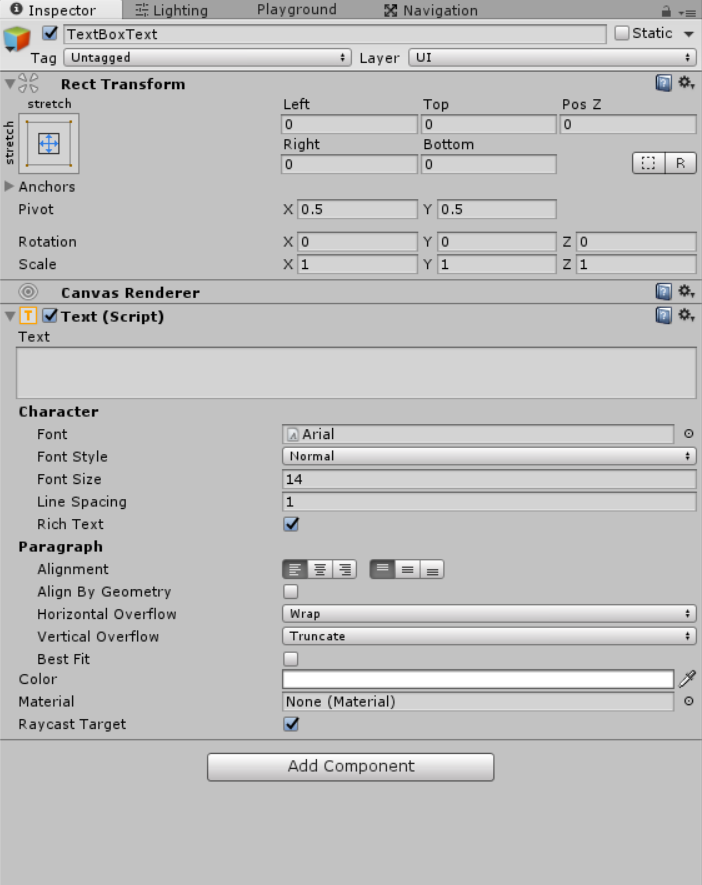 Inspector Lighting Playground Navigation
TextBoxText Static
Tag Untagged Layer UI
Rect Transform
stretch Left Top Pos Z
stretch
0 0 0
Right Bottom
0 0 R
Anchors
Pivot X 0.5 Y 0.5
Rotation X 0 Y 0 Z 0
Scale X 1 Y 1 Z 1
Canvas Renderer
T Text (Script)
Text
Character
Font Arial
Font Style Normal
Font Size 14
Line Spacing 1
Rich Text
Paragraph
Alignment
Align By Geometry
Horizontal Overflow Wrap
Vertical Overflow Truncate
Best Fit
Color
Material None (Material)
Raycast Target
Add Component